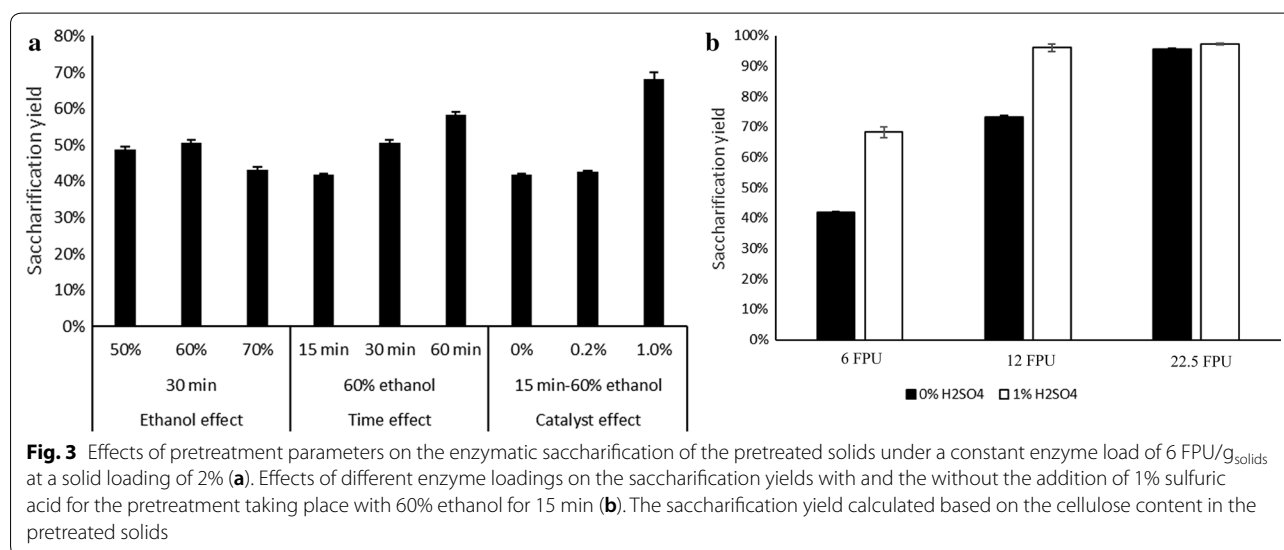 a
80%
70%
60%
50%
40%
30%
20%
10%
0%
Saccharification yield
50% 60% 70% 15 min 30 min 60 min 0% 0.2% 1.0%
30 min 60% ethanol 15 min-60% ethanol
Ethanol effect Time effect Catalyst effect
b
100%
90%
80%
70%
60%
50%
40%
30%
20%
10%
0%
Saccharification yield
6 FPU 12 FPU 22.5 FPU
0% H2SO4 1% H2SO4
Fig. 3 Effects of pretreatment parameters on the enzymatic saccharification of the pretreated solids under a constant enzyme load of 6 FPU/gsolids
at a solid loading of 2% (a). Effects of different enzyme loadings on the saccharification yields with and the without the addition of 1% sulfuric
acid for the pretreatment taking place with 60% ethanol for 15 min (b). The saccharification yield calculated based on the cellulose content in the
pretreated solids